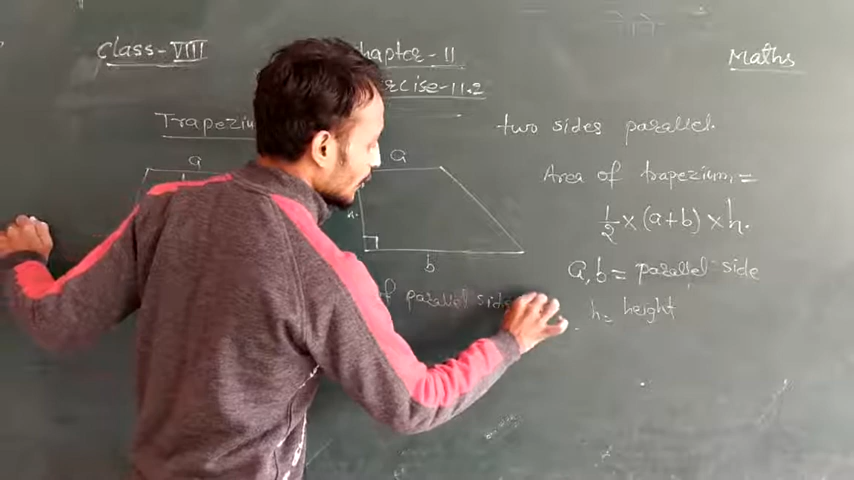 Class-VIII
Chapter-11
Maths
Exercise-11.2
Trapezium
two sides parallel.
a
a
Area of trapezium =
h
1/2 x (a+b) x h.
b
a, b = parallel side
of parallel side
h = height